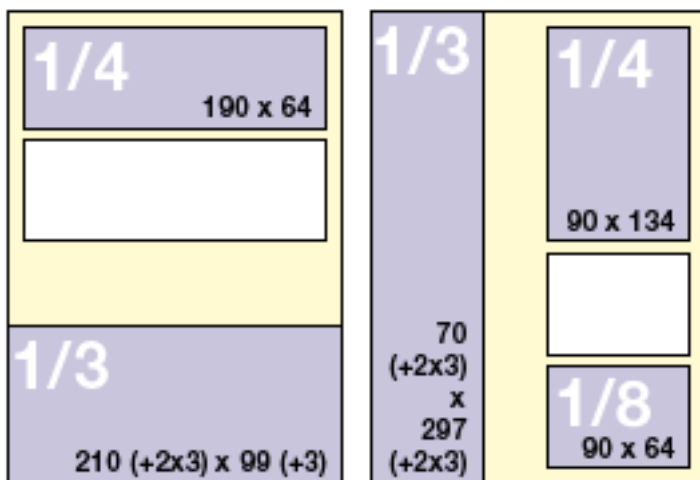 1/4
190 x 64
1/3
210 (+2x3) x 99 (+3)
1/3
70
(+2x3)
x
297
(+2x3)
1/4
90 x 134
1/8
90 x 64